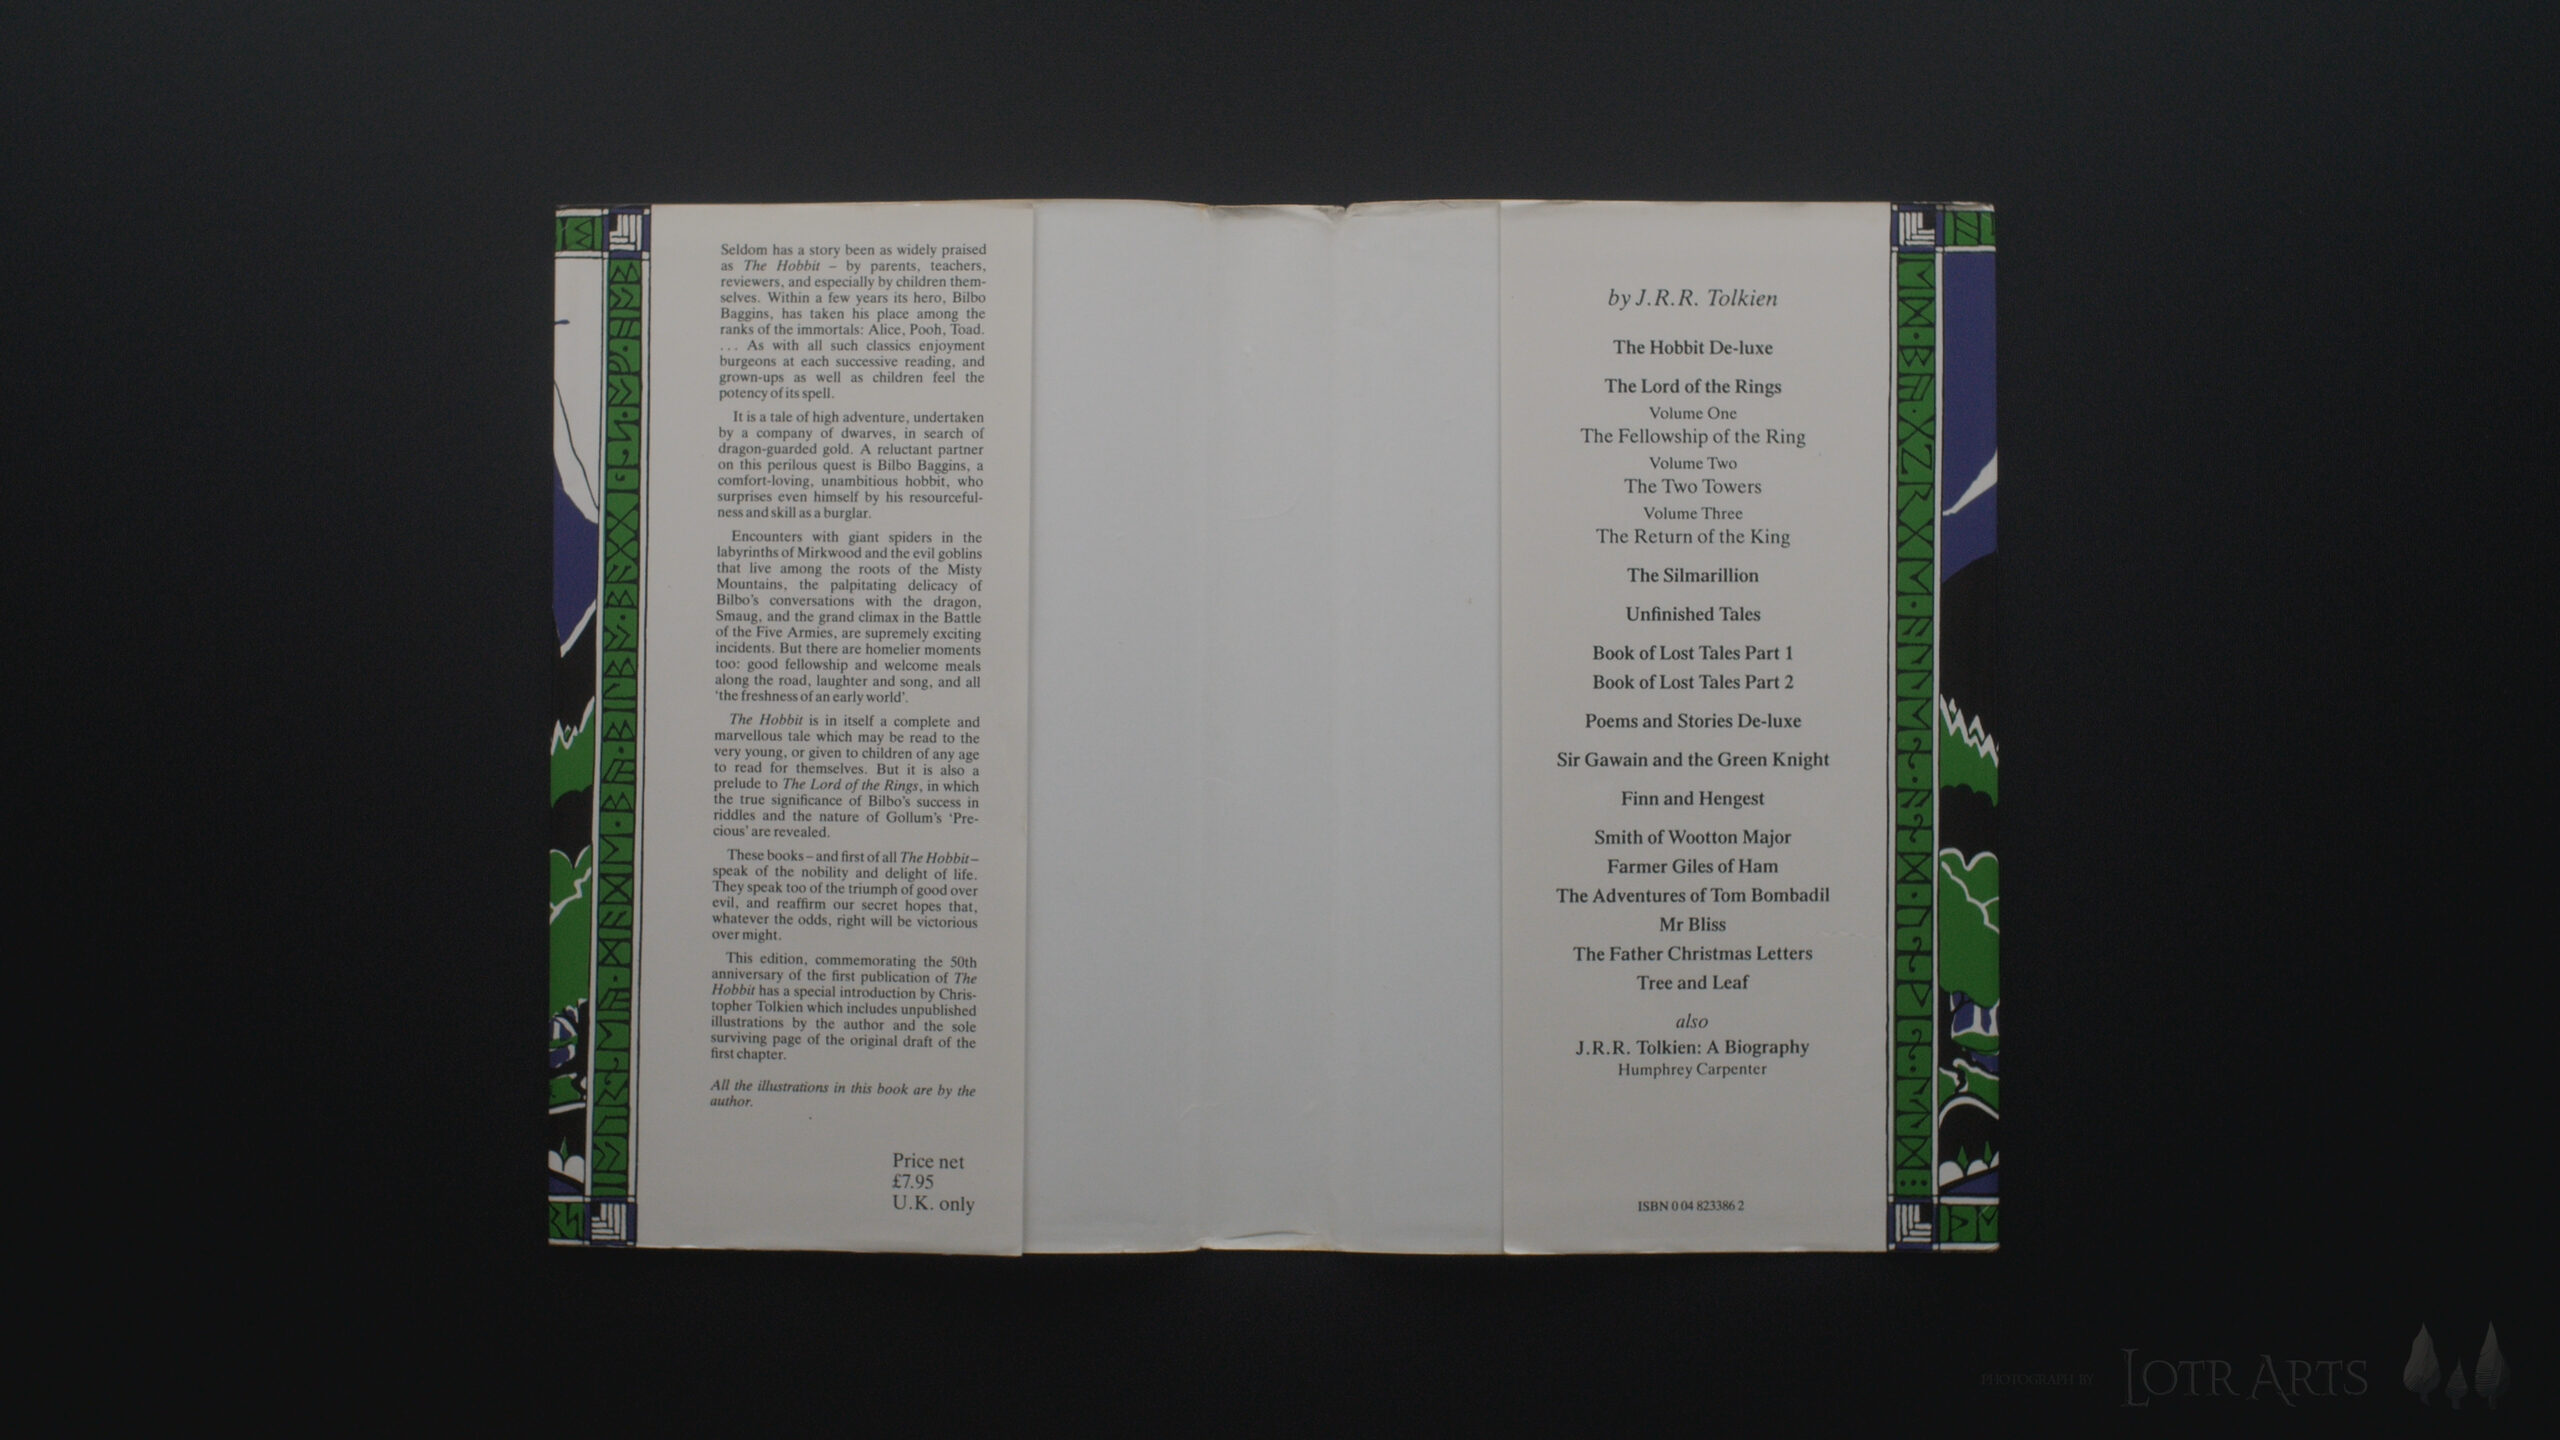 Seldom has a story been as widely praised
as The Hobbit – by parents, teachers,
reviewers, and especially by children them-
selves. Within a few years its hero, Bilbo
Baggins, has taken his place among the
ranks of the immortals: Alice, Pooh, Toad.
... As with all such classics enjoyment
burgeons at each successive reading, and
grown-ups as well as children feel the
potency of its spell.
It is a tale of high adventure, undertaken
by a company of dwarves, in search of
dragon-guarded gold. A reluctant partner
on this perilous quest is Bilbo Baggins, a
comfort-loving, unambitious hobbit, who
surprises even himself by his resourceful-
ness and skill as a burglar.
Encounters with giant spiders in the
labyrinths of Mirkwood and the evil goblins
that live among the roots of the Misty
Mountains, the palpitating delicacy of
Bilbo's conversations with the dragon,
Smaug, and the grand climax in the Battle
of the Five Armies, are supremely exciting
incidents. But there are homelier moments
too: good fellowship and welcome meals
along the road, laughter and song, and all
'the freshness of an early world'.
The Hobbit is in itself a complete and
marvellous tale which may be read to the
very young, or given to children of any age
to read for themselves. But it is also a
prelude to The Lord of the Rings, in which
the true significance of Bilbo's success in
riddles and the nature of Gollum's 'Pre-
cious' are revealed.
These books – and first of all The Hobbit –
speak of the nobility and delight of life.
They speak too of the triumph of good over
evil, and reaffirm our secret hopes that,
whatever the odds, right will be victorious
over might.
This edition, commemorating the 50th
anniversary of the first publication of The
Hobbit has a special introduction by Chris-
topher Tolkien which includes unpublished
illustrations by the author and the sole
surviving page of the original draft of the
first chapter.
All the illustrations in this book are by the
author.
Price net
£7.95
U.K. only
by J.R.R. Tolkien
The Hobbit De-luxe
The Lord of the Rings
Volume One
The Fellowship of the Ring
Volume Two
The Two Towers
Volume Three
The Return of the King
The Silmarillion
Unfinished Tales
Book of Lost Tales Part 1
Book of Lost Tales Part 2
Poems and Stories De-luxe
Sir Gawain and the Green Knight
Finn and Hengest
Smith of Wootton Major
Farmer Giles of Ham
The Adventures of Tom Bombadil
Mr Bliss
The Father Christmas Letters
Tree and Leaf
also
J.R.R. Tolkien: A Biography
Humphrey Carpenter
ISBN 0 04 823386 2
PHOTOGRAPH BY LOTR ARTS